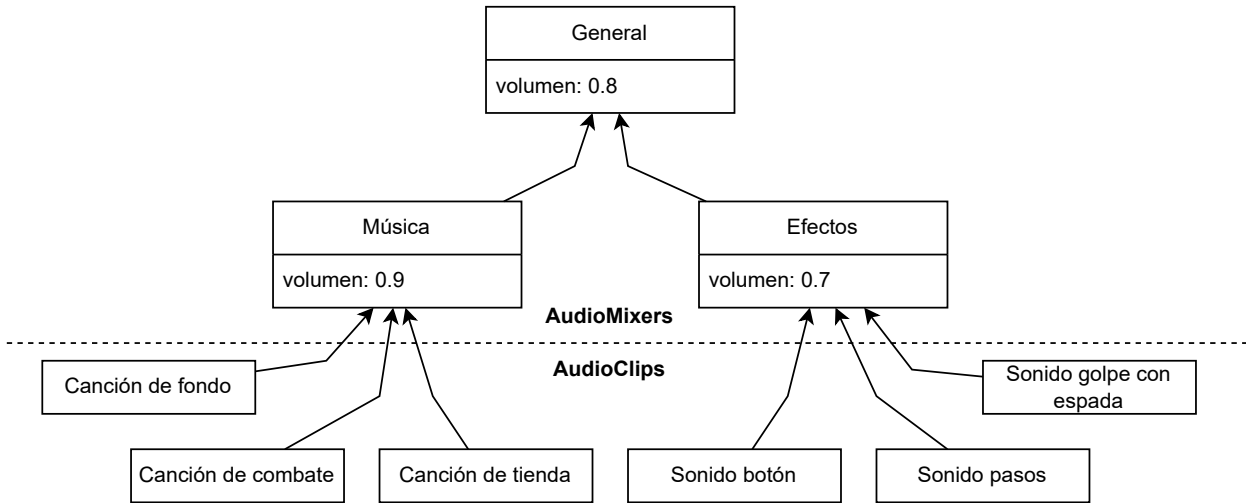 General
volumen: 0.8
Música
volumen: 0.9
Efectos
volumen: 0.7
AudioMixers
AudioClips
Canción de fondo
Sonido golpe con
espada
Canción de combate
Canción de tienda
Sonido botón
Sonido pasos